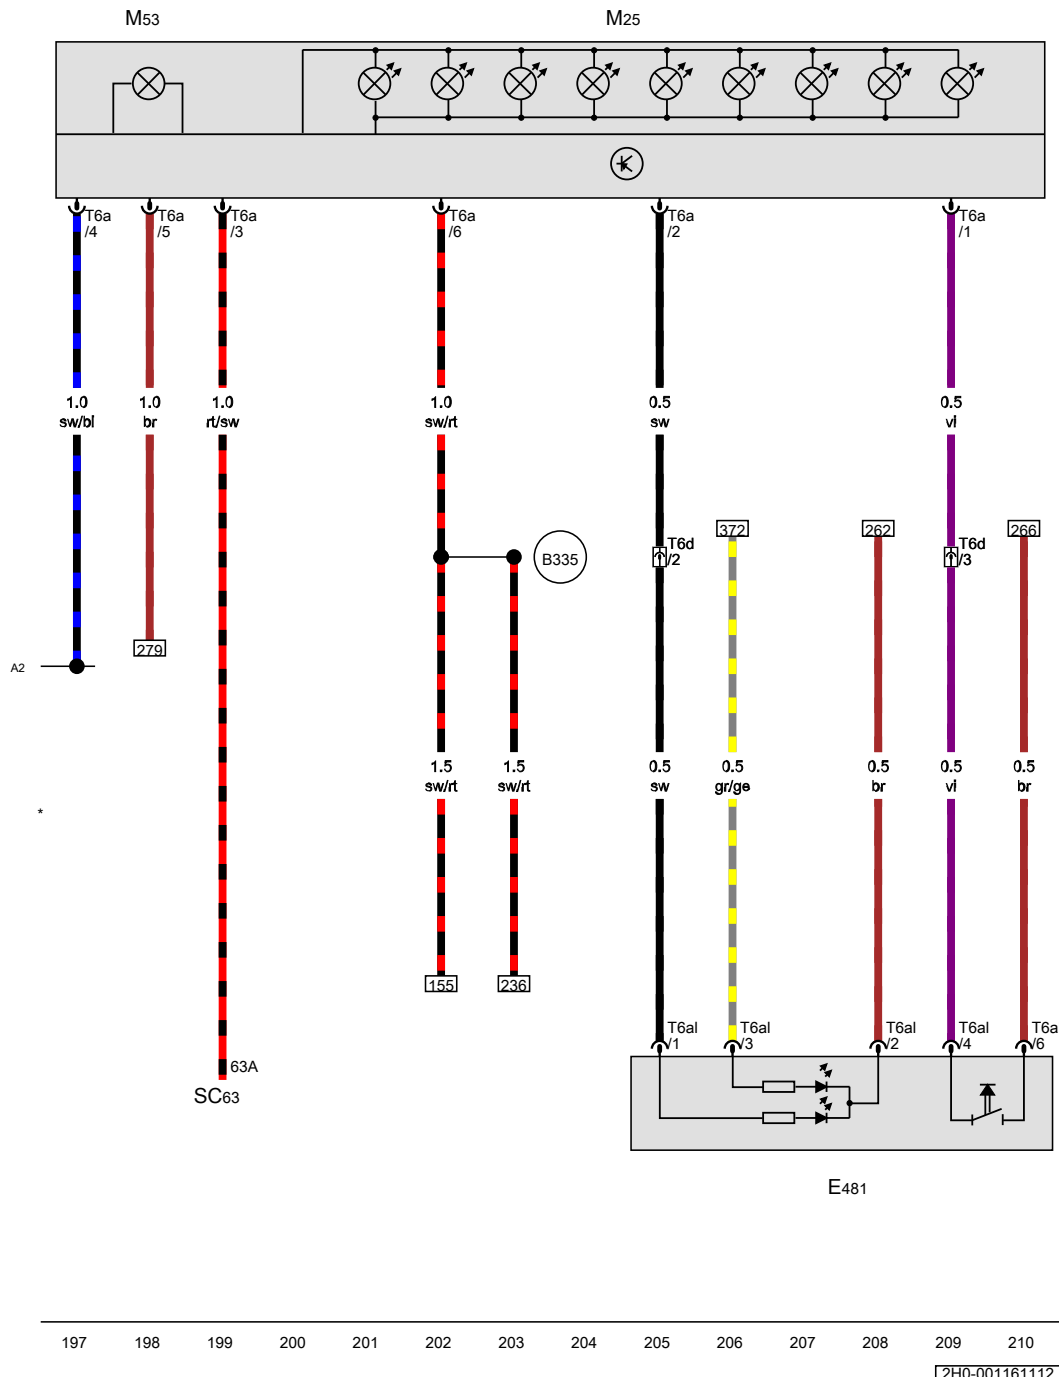 M53 M25
T6a /4
T6a /5
T6a /3
T6a /6
T6a /2
T6a /1
1.0 1.0 1.0 1.0 0.5 0.5
sw/bl br rt/sw sw/rt sw vi
372 262 266
B335
T6d /2
T6d /3
279
A2
1.5 1.5 0.5 0.5 0.5 0.5 0.5
sw/rt sw/rt sw gr/ge br vi br
*
155 236
T6al /1
T6al /3
T6al /2
T6al /4
T6a /6
63A
SC63
E481
197 198 199 200 201 202 203 204 205 206 207 208 209 210
2H0-001161112